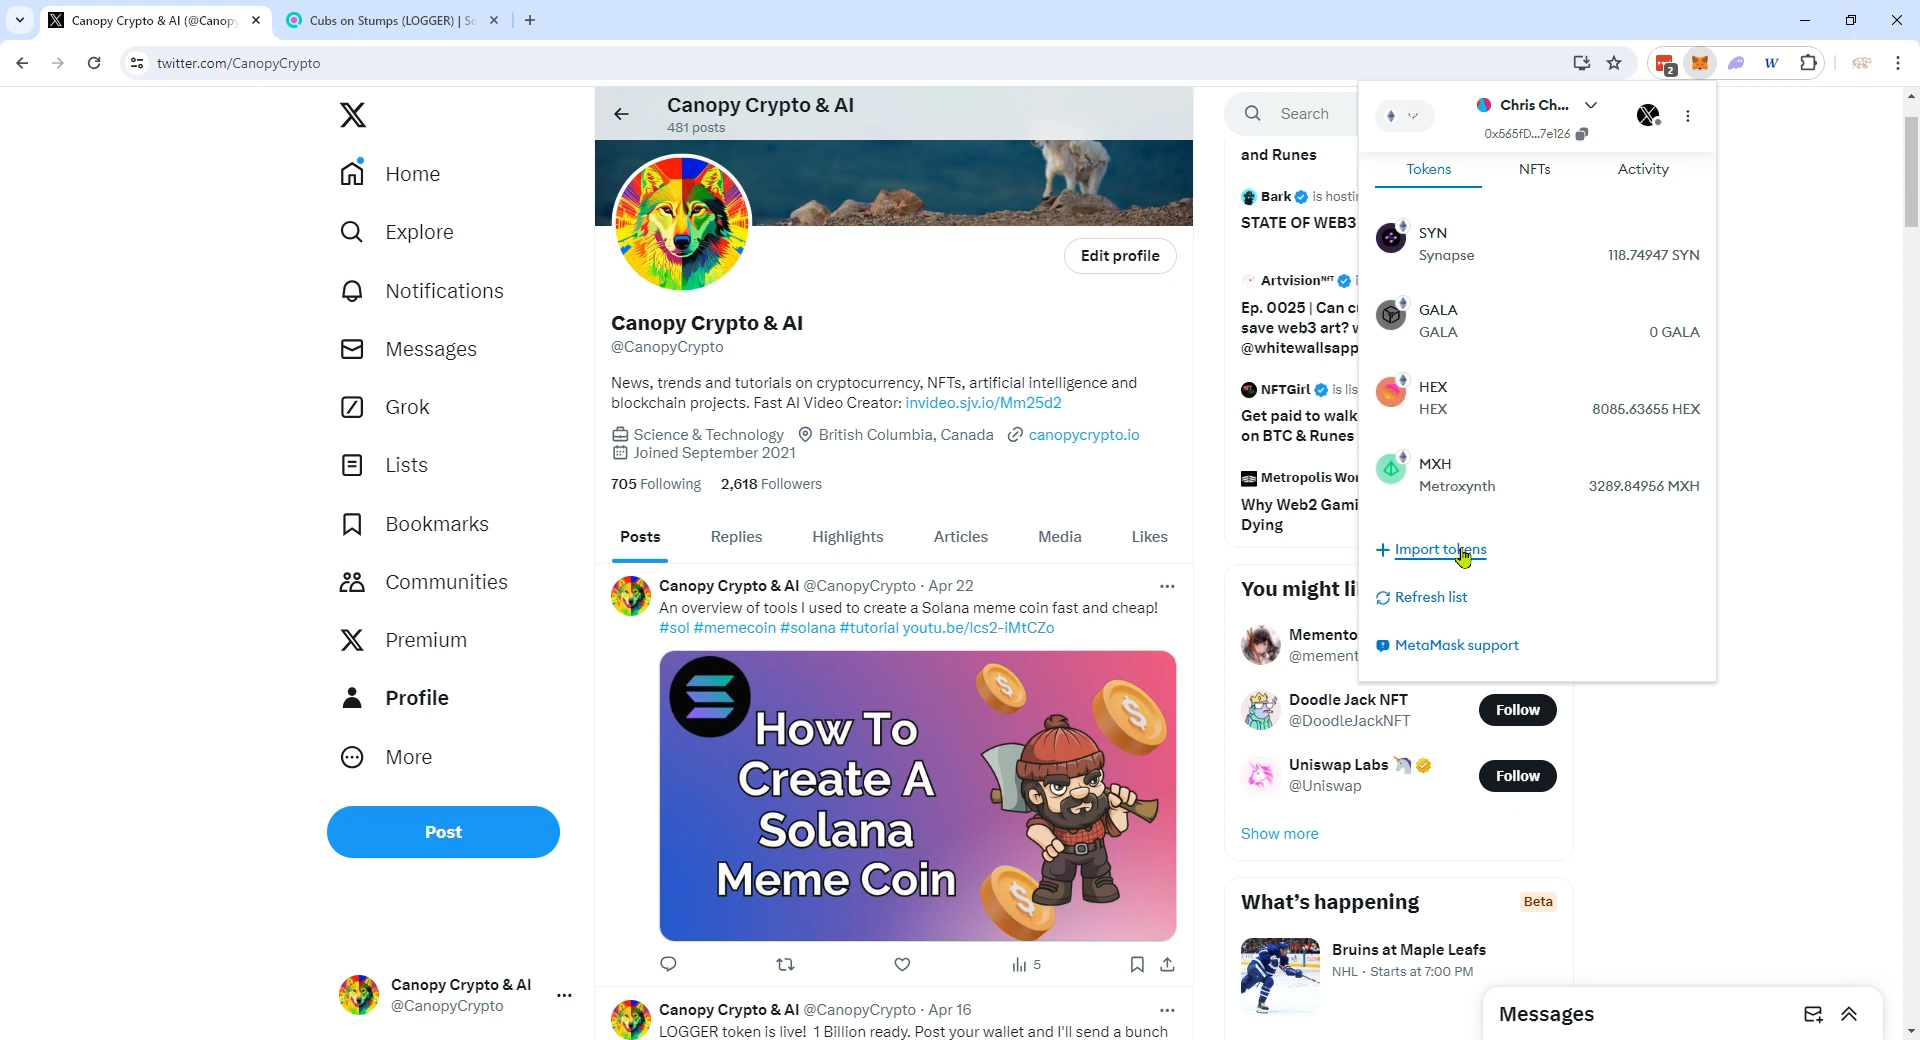 Canopy Crypto & AI (@Canopy
Cubs on Stumps (LOGGER) | So
twitter.com/CanopyCrypto
2
W
Home
Explore
Notifications
Messages
Grok
Lists
Bookmarks
Communities
Premium
Profile
More
Post
Canopy Crypto & AI
@CanopyCrypto
Canopy Crypto & AI
481 posts
Edit profile
Canopy Crypto & AI
@CanopyCrypto
News, trends and tutorials on cryptocurrency, NFTs, artificial intelligence and
blockchain projects. Fast AI Video Creator: invideo.sjv.io/Mm25d2
Science & Technology British Columbia, Canada canopycrypto.io
Joined September 2021
705 Following 2,618 Followers
Posts Replies Highlights Articles Media Likes
Canopy Crypto & AI @CanopyCrypto · Apr 22
An overview of tools I used to create a Solana meme coin fast and cheap!
#sol #memecoin #solana #tutorial youtu.be/lcs2-iMtCZo
How To
Create A
Solana
Meme Coin
5
Canopy Crypto & AI @CanopyCrypto · Apr 16
LOGGER token is live! 1 Billion ready. Post your wallet and I'll send a bunch
Search
and Runes
Bark is hosti
STATE OF WEB3
Artvisionᴺᶠᵀ
Ep. 0025 | Can c
save web3 art? w
@whitewallsapp
NFTGirl is lis
Get paid to walk
on BTC & Runes
Metropolis Wor
Why Web2 Gami
Dying
You might li
Memento
@mement
Doodle Jack NFT
@DoodleJackNFT
Follow
Uniswap Labs 🦄
@Uniswap
Follow
Show more
What's happening
Beta
Bruins at Maple Leafs
NHL · Starts at 7:00 PM
Messages
Chris Ch...
0x565fD...7e126
Tokens NFTs Activity
SYN
Synapse 118.74947 SYN
GALA
GALA 0 GALA
HEX
HEX 8085.63655 HEX
MXH
Metroxynth 3289.84956 MXH
Import tokens
Refresh list
MetaMask support